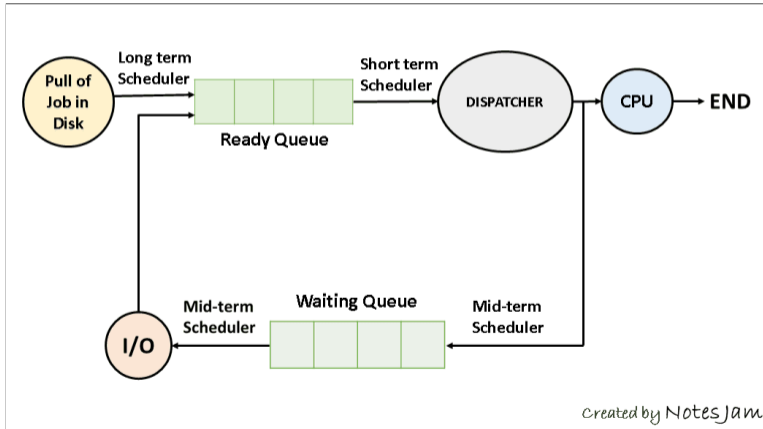 Long term
Scheduler
Pull of
Job in
Disk
Ready Queue
Short term
Scheduler
DISPATCHER
CPU
END
Mid-term
Scheduler
Waiting Queue
Mid-term
Scheduler
I/O
Created by NotesJam